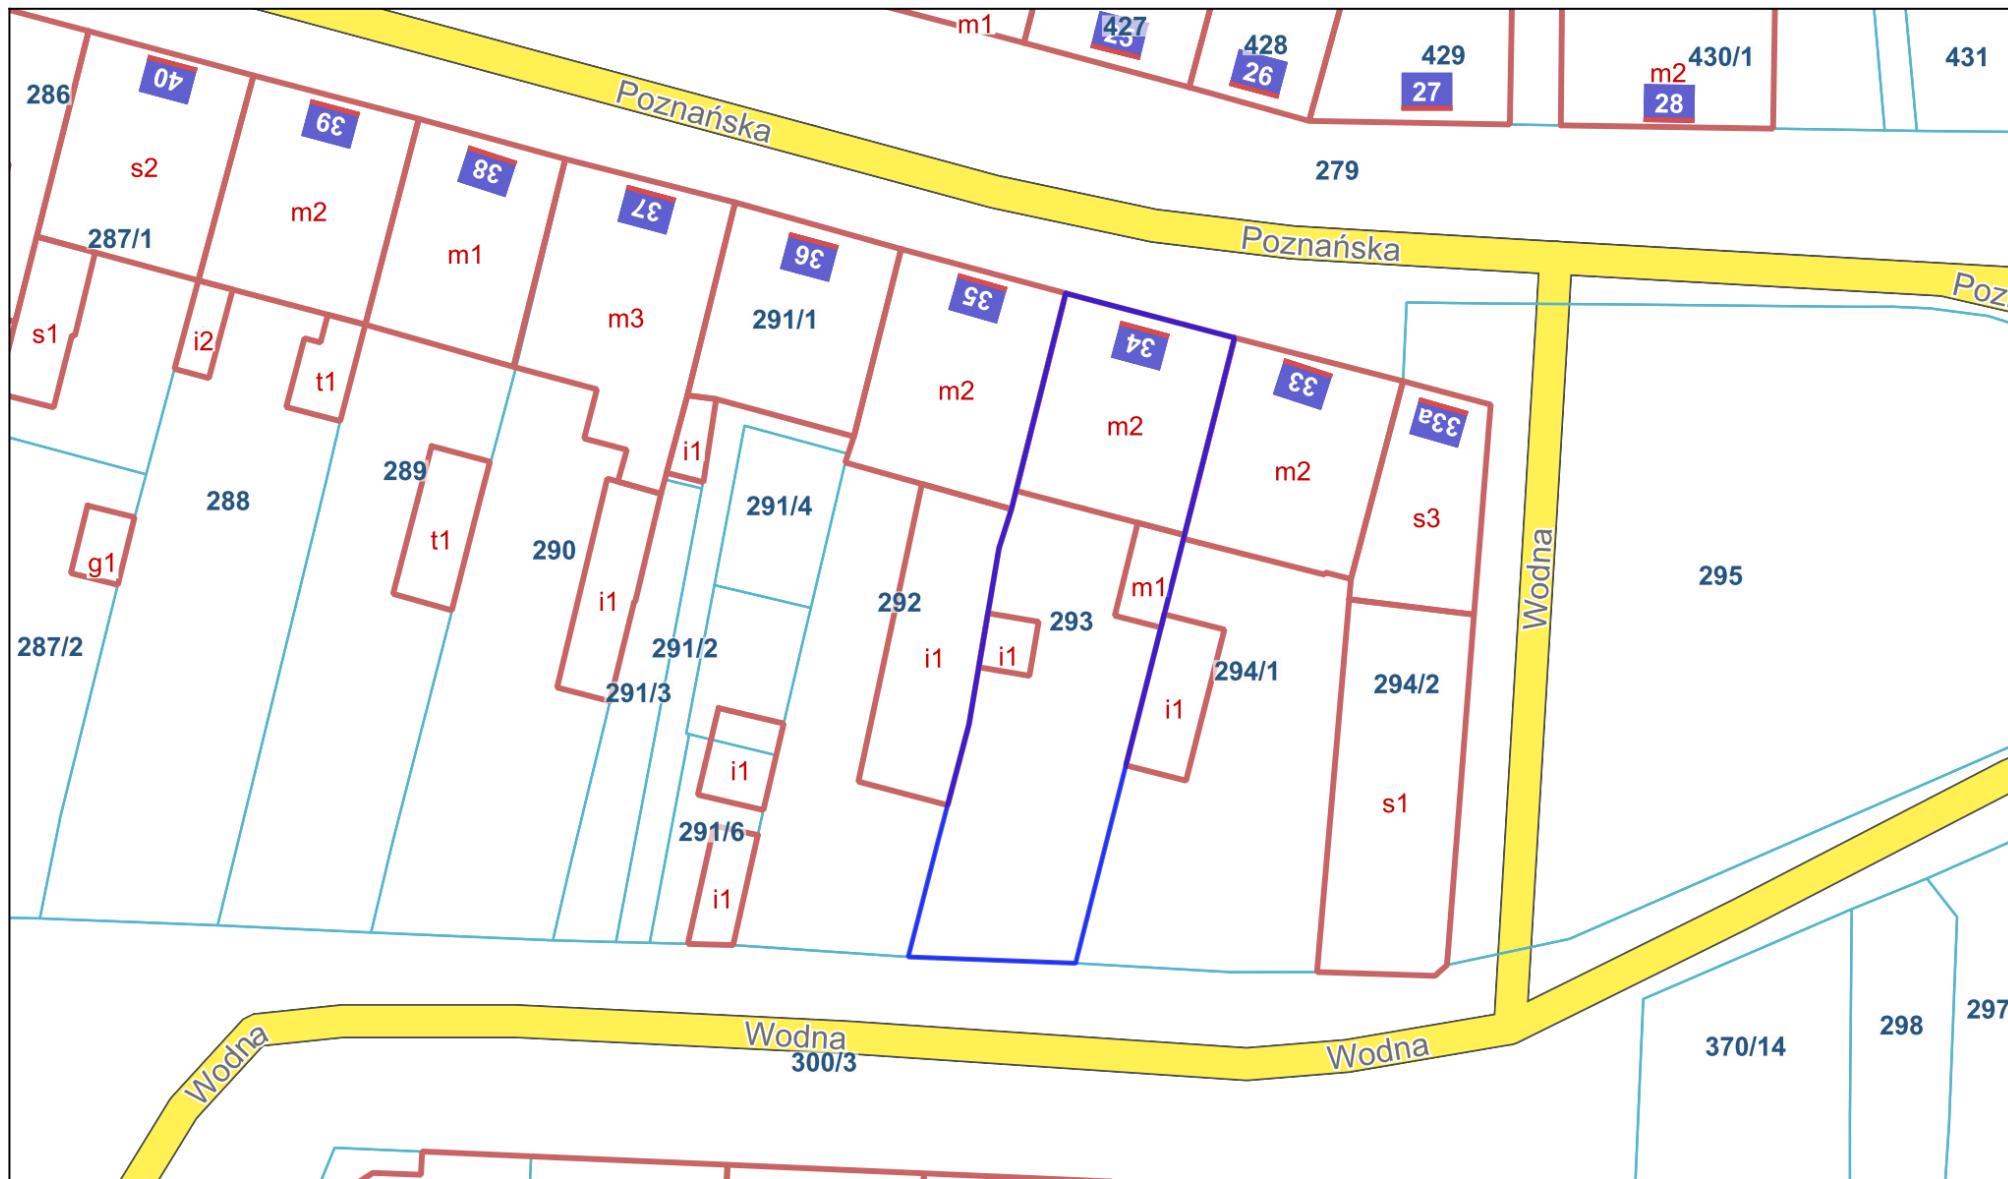 m1
427
25
428
26
429
27
m2
430/1
28
431
286
40
39
s2
m2
38
m1
37
m3
287/1
Poznańska
279
Poznańska
Poz
36
291/1
35
m2
34
m2
33
m2
33a
s3
s1
i2
t1
i1
288
289
t1
290
i1
g1
287/2
291/4
291/2
291/3
292
i1
i1
293
m1
294/1
i1
294/2
s1
Wodna
295
i1
291/6
i1
Wodna
Wodna
300/3
Wodna
370/14
298
297